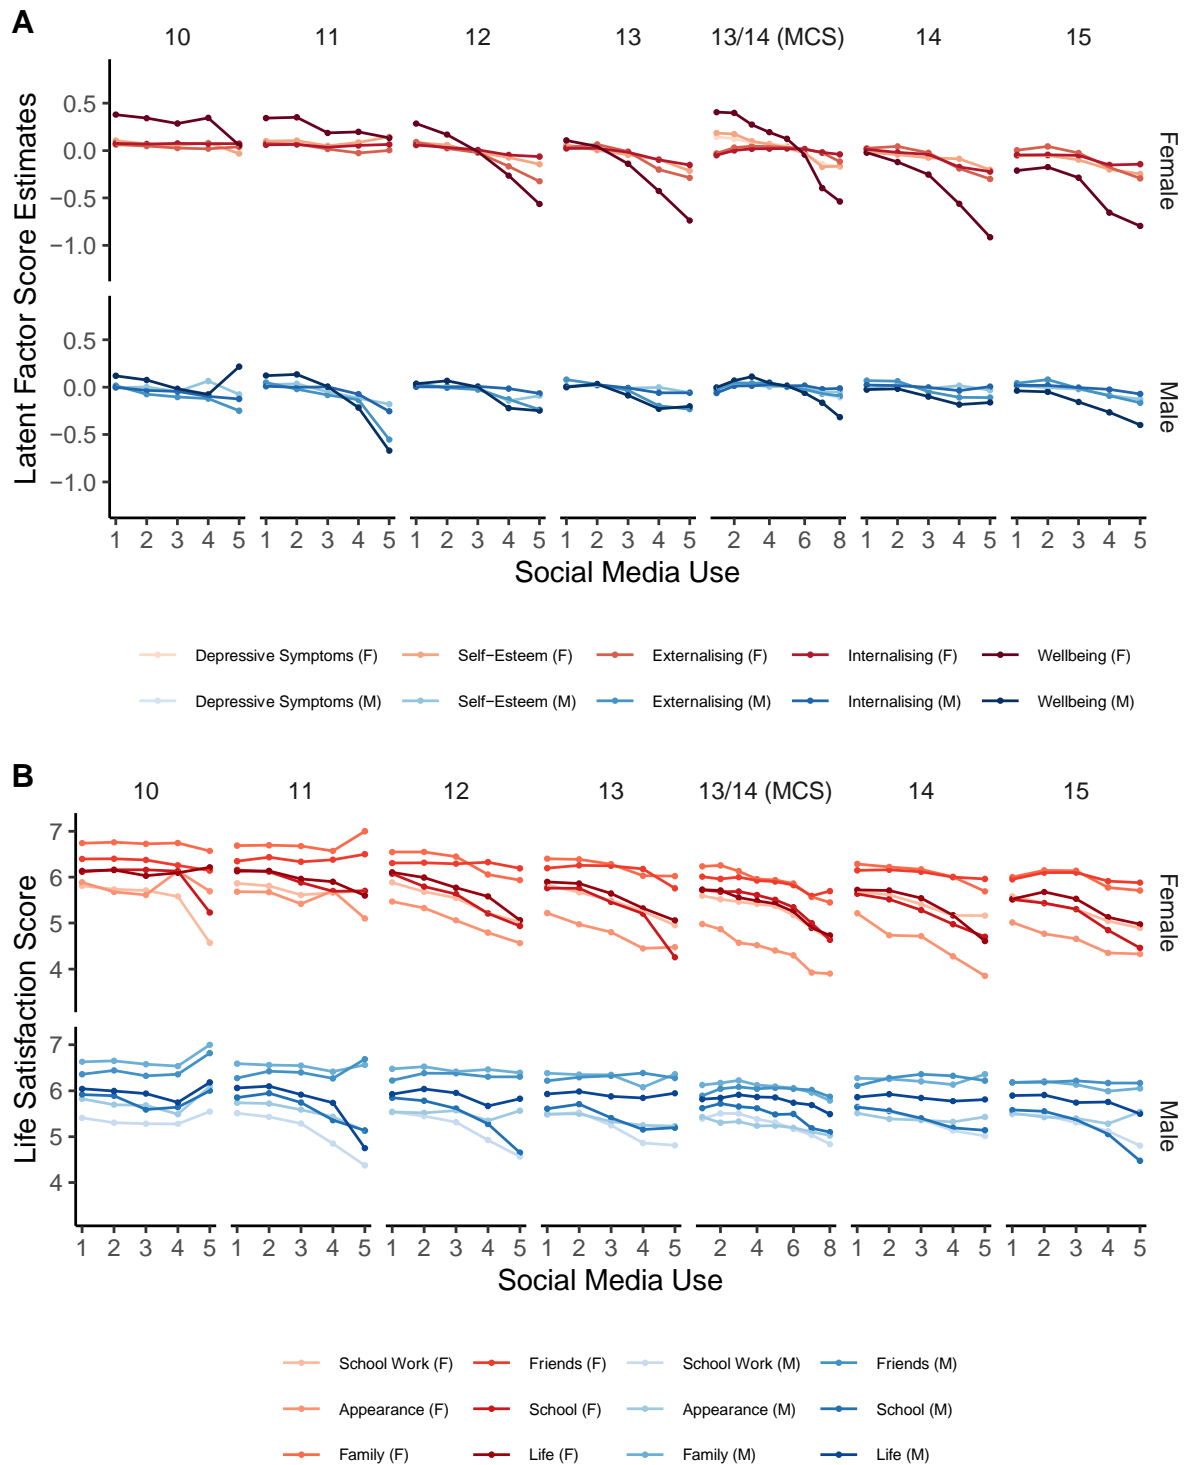 A
10 11 12 13 13/14 (MCS) 14 15
Latent Factor Score Estimates
0.5
0.0
−0.5
−1.0
Female
0.5
0.0
−0.5
−1.0
Male
1 2 3 4 5 1 2 3 4 5 1 2 3 4 5 1 2 3 4 5 2 4 6 8 1 2 3 4 5 1 2 3 4 5
Social Media Use
Depressive Symptoms (F) Self−Esteem (F) Externalising (F) Internalising (F) Wellbeing (F)
Depressive Symptoms (M) Self−Esteem (M) Externalising (M) Internalising (M) Wellbeing (M)
B
10 11 12 13 13/14 (MCS) 14 15
Life Satisfaction Score
7
6
5
4
Female
7
6
5
4
Male
1 2 3 4 5 1 2 3 4 5 1 2 3 4 5 1 2 3 4 5 2 4 6 8 1 2 3 4 5 1 2 3 4 5
Social Media Use
School Work (F) Friends (F) School Work (M) Friends (M)
Appearance (F) School (F) Appearance (M) School (M)
Family (F) Life (F) Family (M) Life (M)